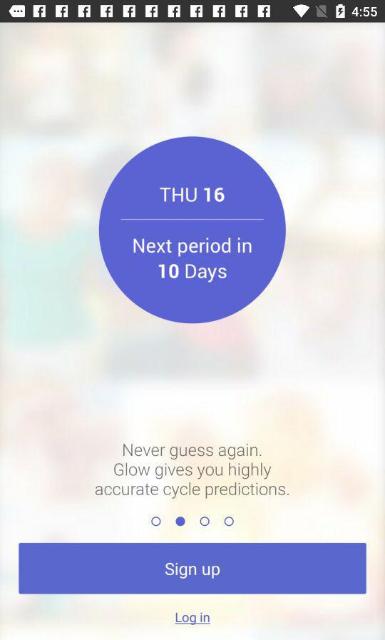 4:55
THU 16
Next period in
10 Days
Never guess again.
Glow gives you highly
accurate cycle predictions.
Sign up
Log in